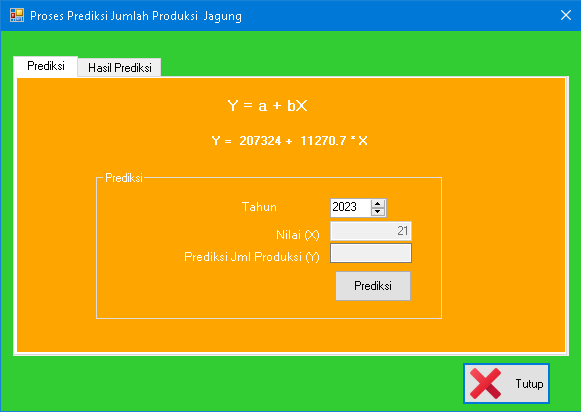 Proses Prediksi Jumlah Produksi Jagung
Prediksi
Hasil Prediksi
Y = a + bX
Y = 207324 + 11270.7 * X
Prediksi
Tahun
2023
Nilai (X)
21
Prediksi Jml Produksi (Y)
Prediksi
Tutup